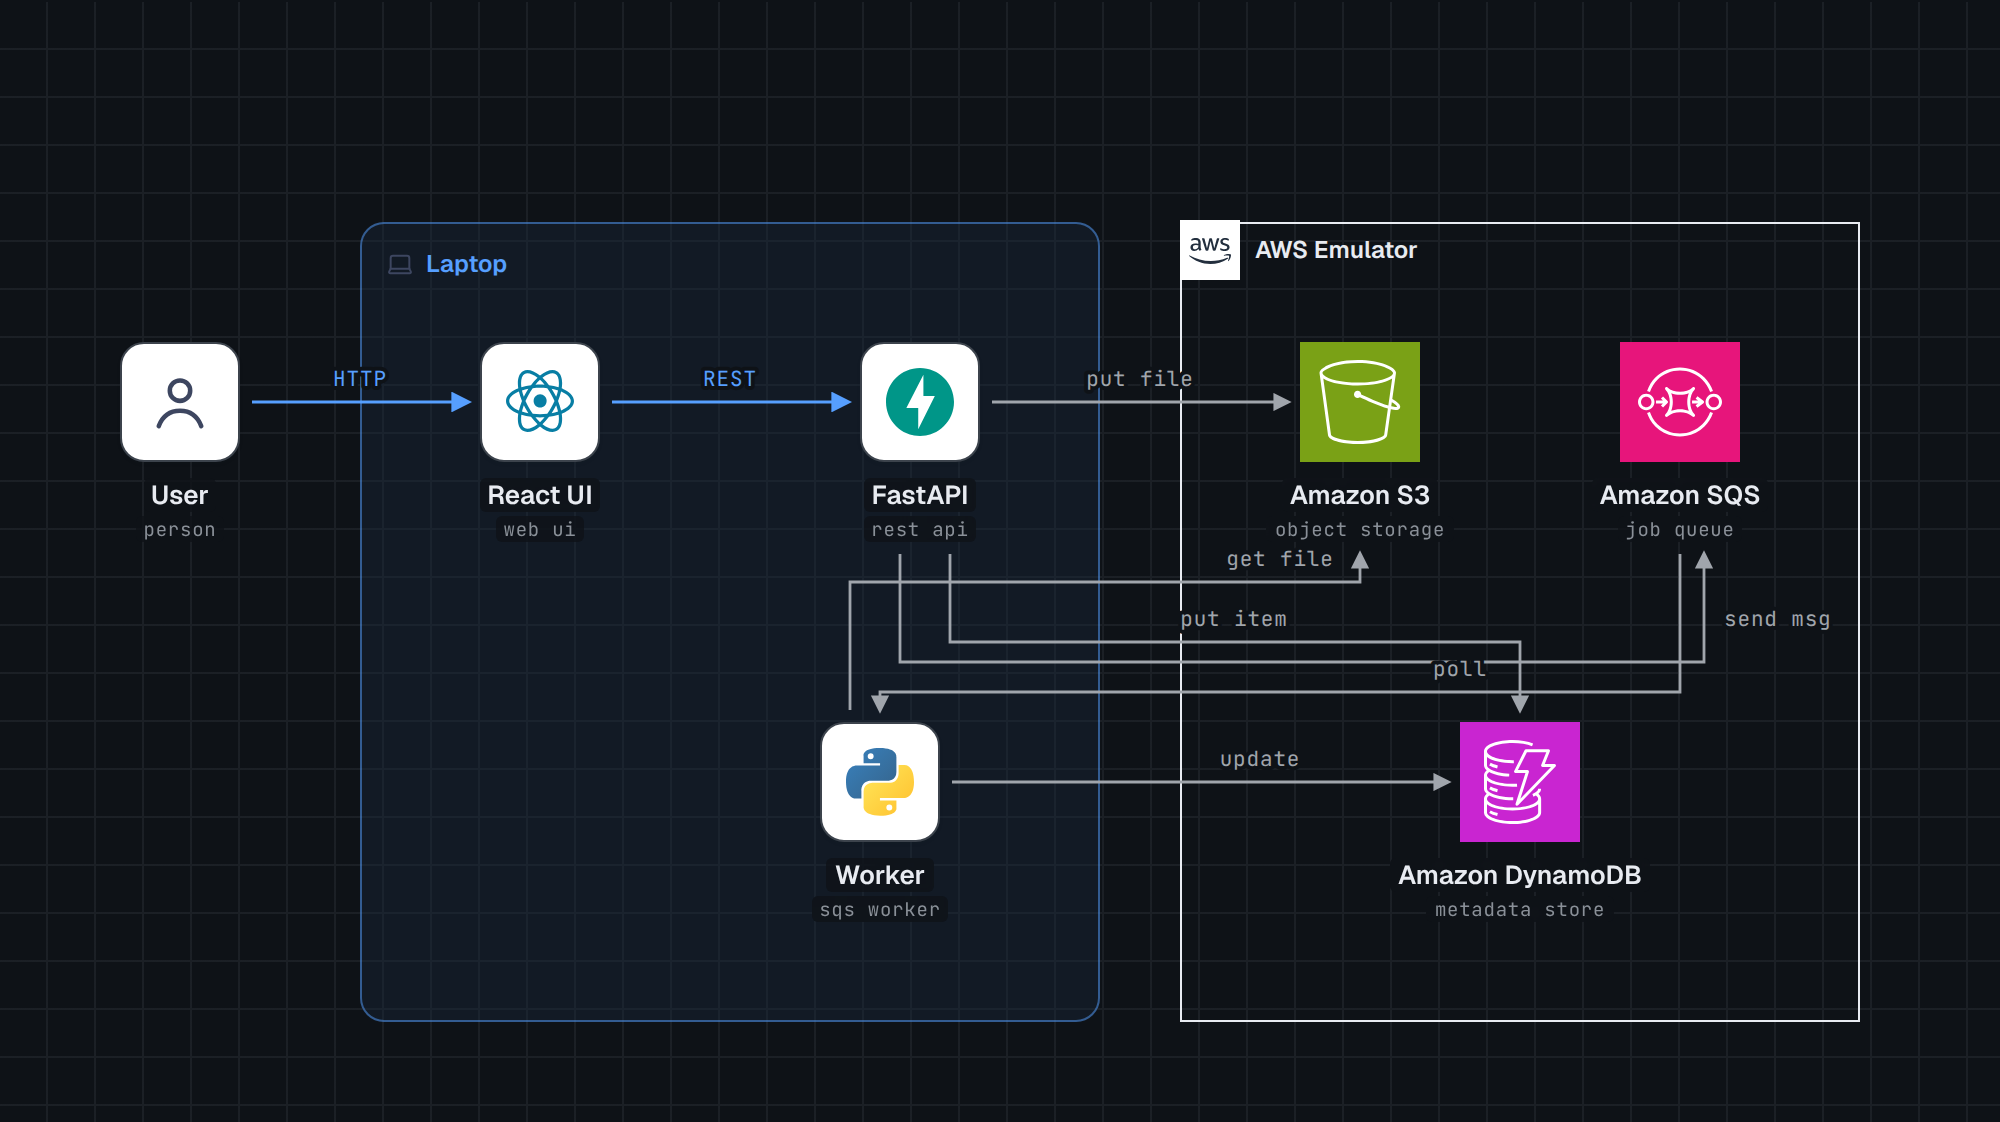 aws
AWS Emulator
Laptop
HTTP
REST
put file
User
React UI
FastAPI
Amazon S3
Amazon SQS
person
web ui
rest api
object storage
job queue
get file
put item
send msg
poll
update
Worker
Amazon DynamoDB
sqs worker
metadata store